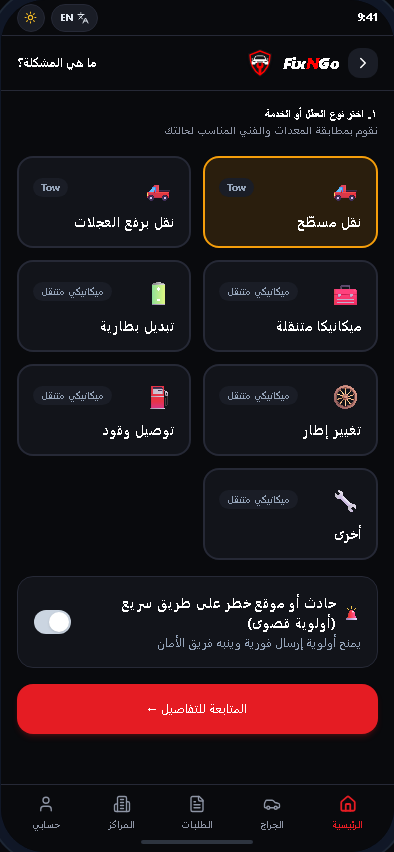 9:41
EN
FixNGo
ما هي المشكلة؟
١. اختر نوع العطل أو الخدمة
نقوم بمطابقة المعدات والفني المناسب لحالتك
Tow
نقل مسطّح
Tow
نقل برفع العجلات
ميكانيكي متنقل
ميكانيكا متنقلة
ميكانيكي متنقل
تبديل بطارية
ميكانيكي متنقل
تغيير إطار
ميكانيكي متنقل
توصيل وقود
ميكانيكي متنقل
أخرى
حادث أو موقع خطر على طريق سريع
(أولوية قصوى)
يمنح أولوية إرسال فورية وينبه فريق الأمان
المتابعة للتفاصيل ←
الرئيسية
الجراج
الطلبات
المراكز
حسابي